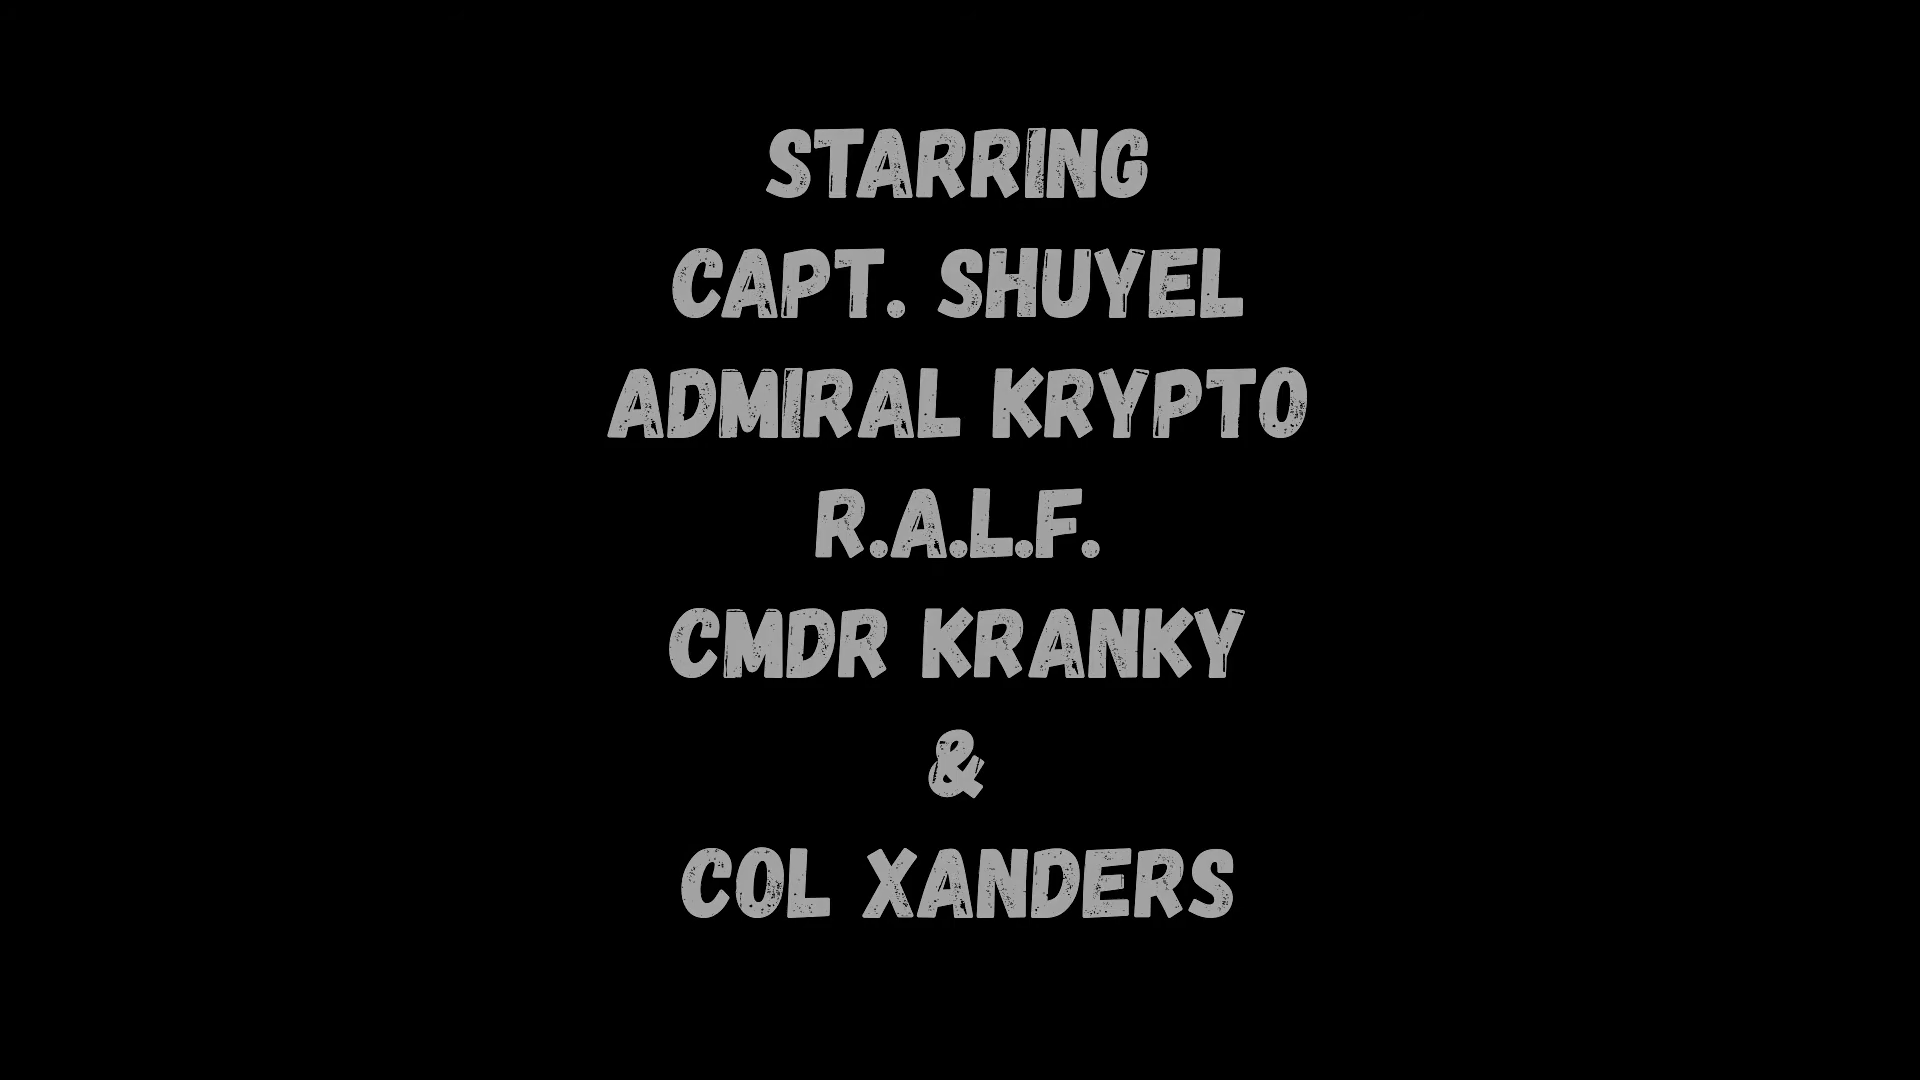 STARRING
CAPT. SHUYEL
ADMIRAL KRYPTO
R.A.L.F.
CMDR KRANKY
&
COL XANDERS